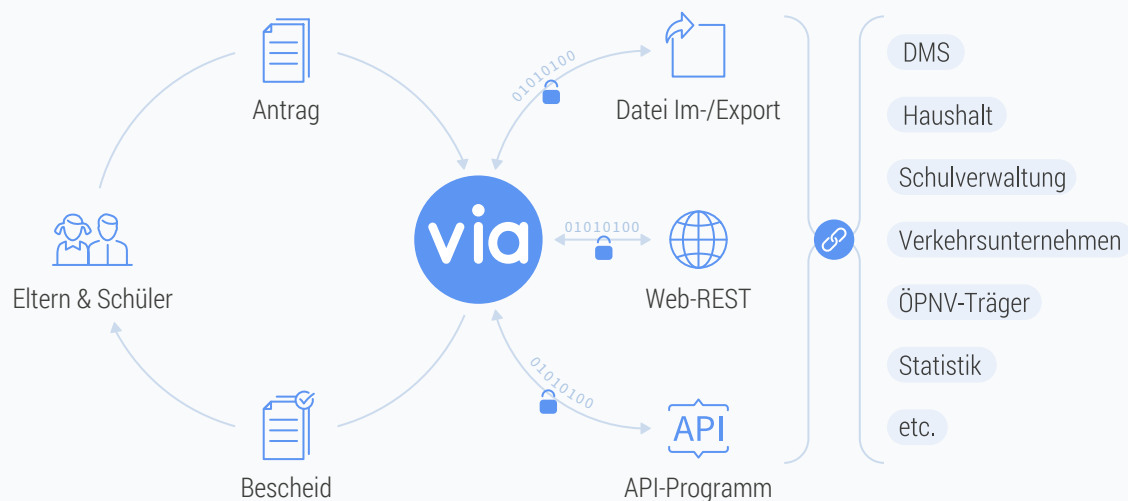 Antrag
Eltern & Schüler
Bescheid
via
01010100
Datei Im-/Export
01010100
Web-REST
01010100
API
API-Programm
DMS
Haushalt
Schulverwaltung
Verkehrsunternehmen
ÖPNV-Träger
Statistik
etc.